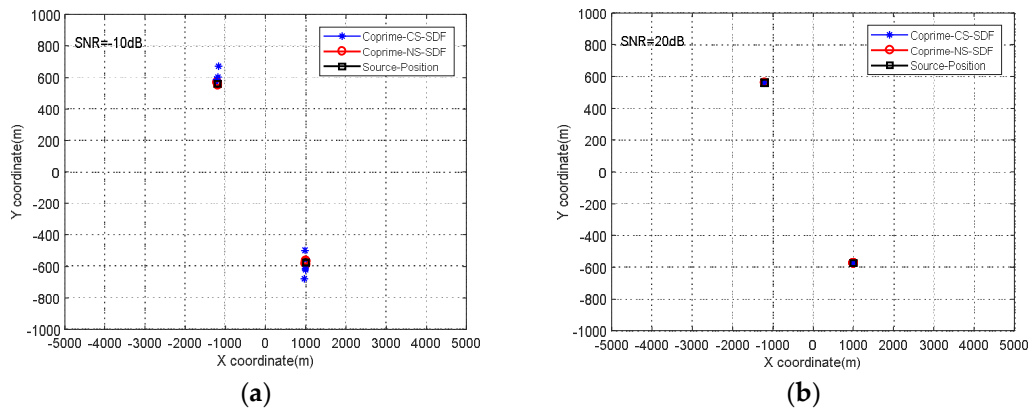 1000
800
600
400
200
0
-200
-400
-600
-800
-1000
Y coordinate(m)
SNR=-10dB
Coprime-CS-SDF
Coprime-NS-SDF
Source-Position
-5000 -4000 -3000 -2000 -1000 0 1000 2000 3000 4000 5000
X coordinate(m)
(a)
1000
800
600
400
200
0
-200
-400
-600
-800
-1000
Y coordinate(m)
SNR=20dB
Coprime-CS-SDF
Coprime-NS-SDF
Source-Position
-5000 -4000 -3000 -2000 -1000 0 1000 2000 3000 4000 5000
X coordinate(m)
(b)